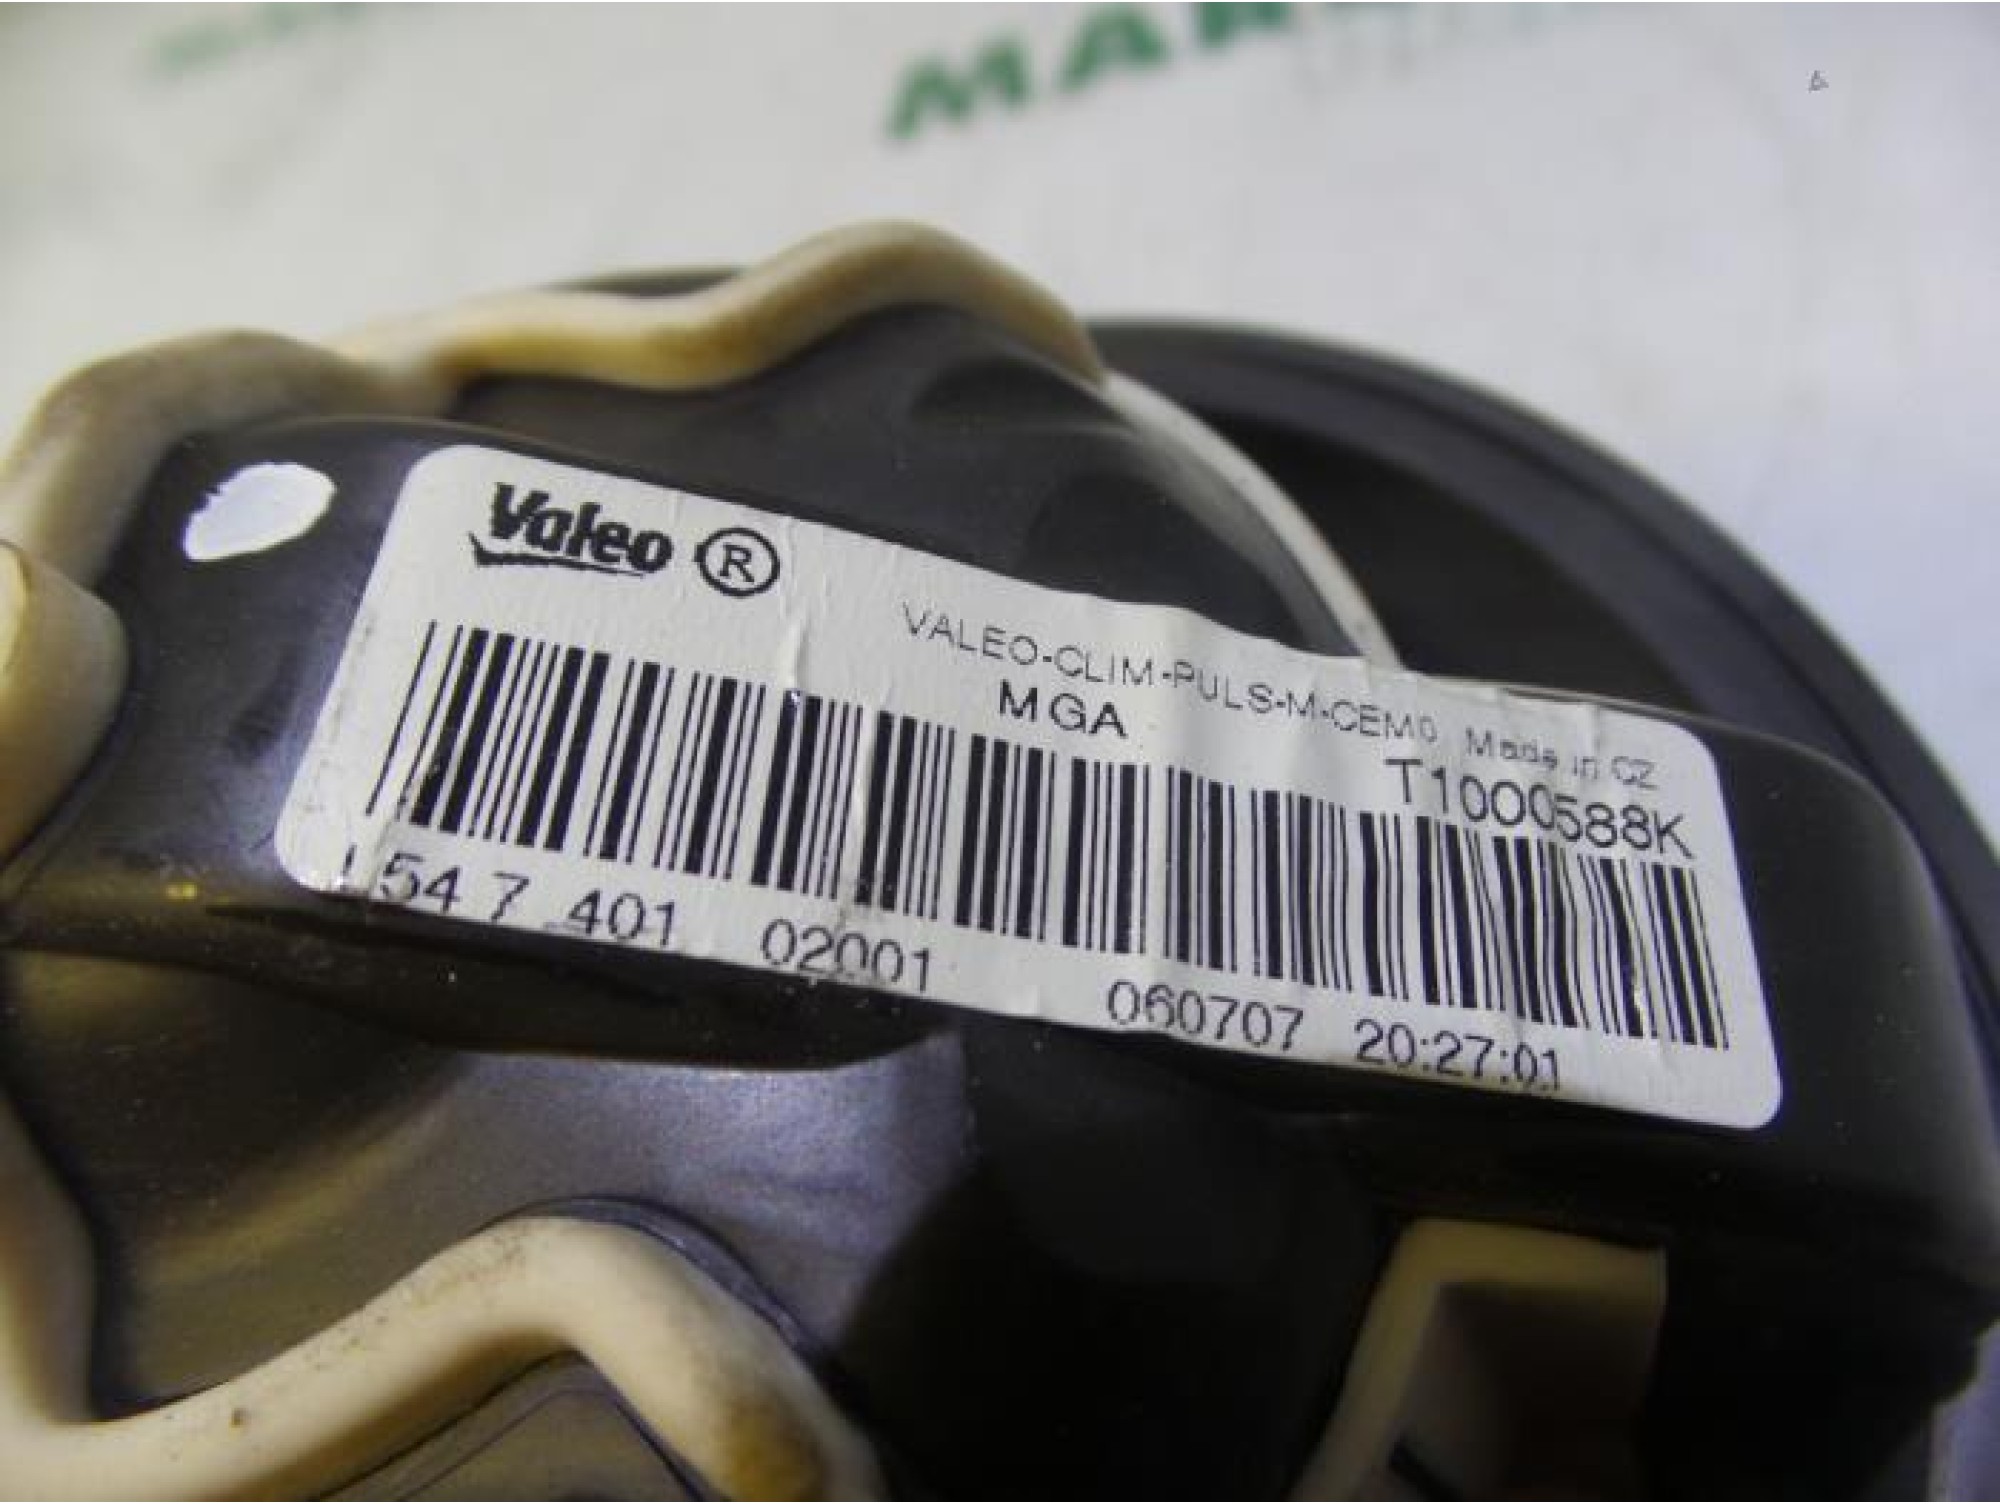 Valeo ®
VALEO-CLIM-PULS-M-CEM0 Made in CZ
MGA
T1000588K
54 7 401 02001 060707 20:27:01